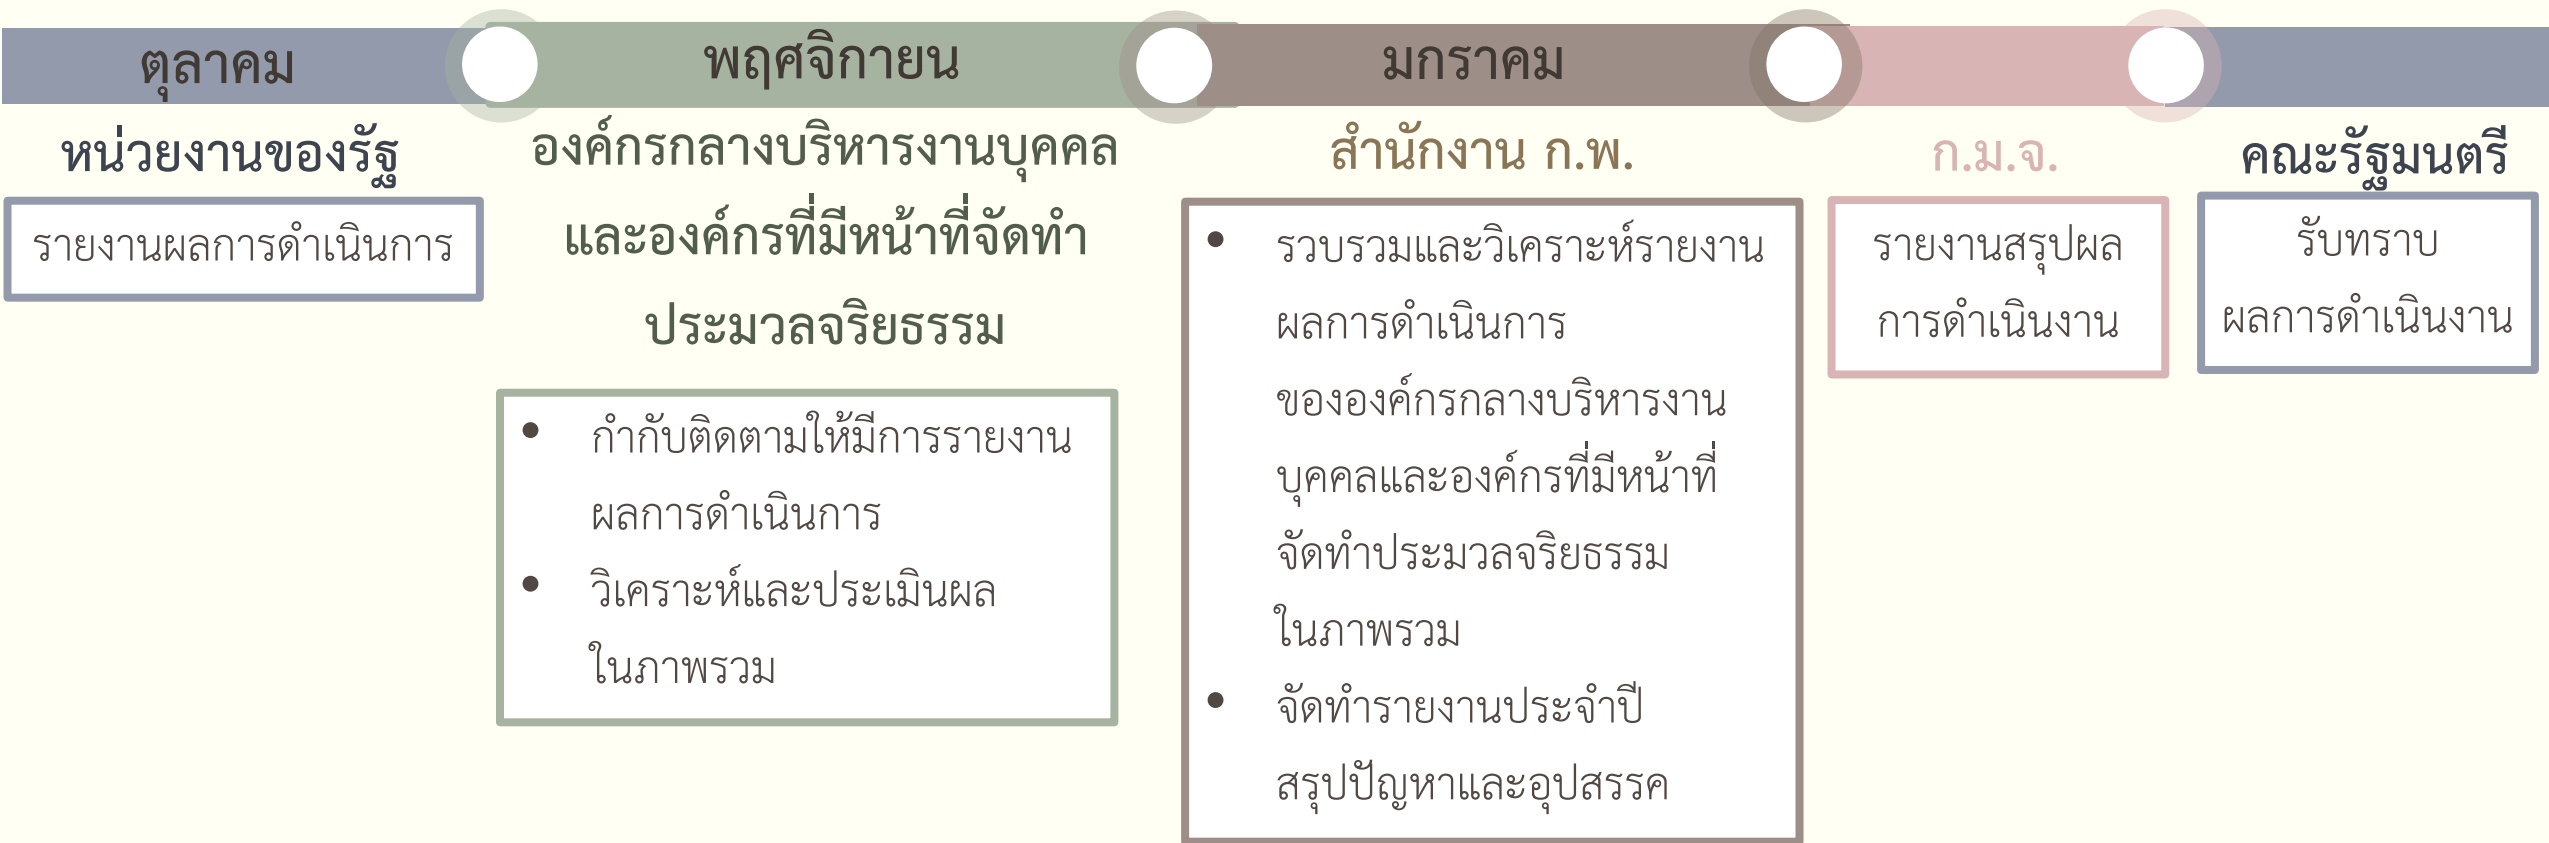 ตุลาคม
หน่วยงานของรัฐ
รายงานผลการดำเนินการ
พฤศจิกายน
องค์กรกลางบริหารงานบุคคล
และองค์กรที่มีหน้าที่จัดทำ
ประมวลจริยธรรม
• กำกับติดตามให้มีการรายงาน
ผลการดำเนินการ
• วิเคราะห์และประเมินผล
ในภาพรวม
มกราคม
สำนักงาน ก.พ.
• รวบรวมและวิเคราะห์รายงาน
ผลการดำเนินการ
ขององค์กรกลางบริหารงาน
บุคคลและองค์กรที่มีหน้าที่
จัดทำประมวลจริยธรรม
ในภาพรวม
• จัดทำรายงานประจำปี
สรุปปัญหาและอุปสรรค
ก.ม.จ.
รายงานสรุปผล
การดำเนินงาน
คณะรัฐมนตรี
รับทราบ
ผลการดำเนินงาน